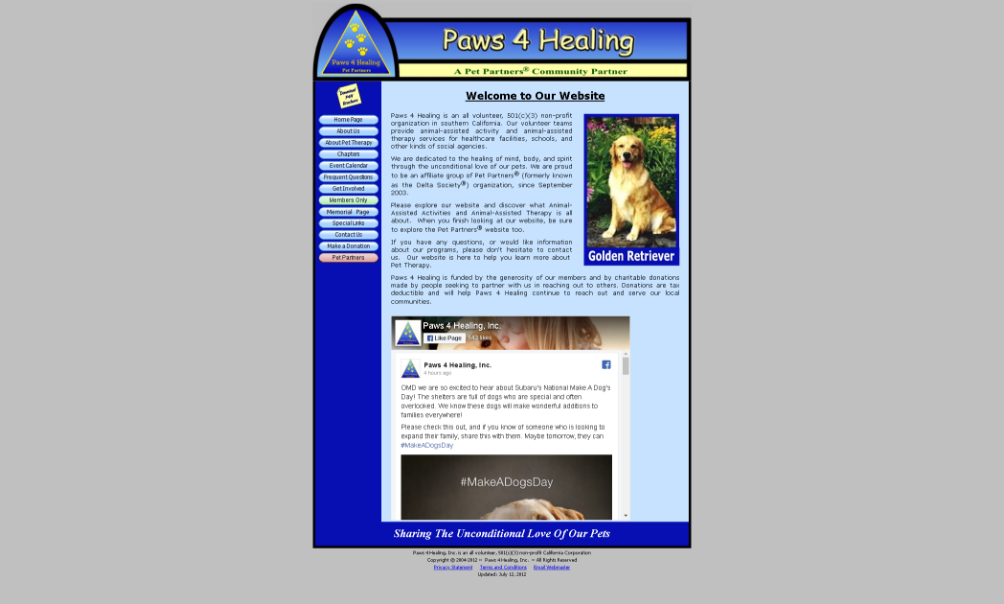 Paws 4 Healing
Pet Partners
Paws 4 Healing
A Pet Partners® Community Partner
Download
Our
Brochure
Home Page
About Us
About Pet Therapy
Chapters
Event Calendar
Frequent Questions
Get Involved
Members Only
Memorial Page
Special Links
Contact Us
Make a Donation
Pet Partners
Welcome to Our Website
Paws 4 Healing is an all volunteer, 501(c)(3) non-profit
organization in southern California. Our volunteer teams
provide animal-assisted activity and animal-assisted
therapy services for healthcare facilities, schools, and
other kinds of social agencies.
We are dedicated to the healing of mind, body, and spirit
through the unconditional love of our pets. We are proud
to be an affiliate group of Pet Partners® (formerly known
as the Delta Society®) organization, since September
2003.
Please explore our website and discover what Animal-
Assisted Activities and Animal-Assisted Therapy is all
about. When you finish looking at our website, be sure
to explore the Pet Partners® website too.
If you have any questions, or would like information
about our programs, please don't hesitate to contact
us. Our website is here to help you learn more about
Pet Therapy.
Golden Retriever
Paws 4 Healing is funded by the generosity of our members and by charitable donations
made by people seeking to partner with us in reaching out to others. Donations are tax
deductible and will help Paws 4 Healing continue to reach out and serve our local
communities.
Paws 4 Healing, Inc.
Like Page
likes
Paws 4 Healing, Inc.
4 hours ago
OMD we are so excited to hear about Subaru's National Make A Dog's
Day! The shelters are full of dogs who are special and often
overlooked. We know these dogs will make wonderful additions to
families everywhere!
Please check this out, and if you know of someone who is looking to
expand their family, share this with them. Maybe tomorrow, they can
#MakeADogsDay
#MakeADogsDay
Sharing The Unconditional Love Of Our Pets
Paws 4 Healing, Inc. is an all volunteer, 501(c)(3) non-profit California Corporation
Copyright © 2004-2012 ~ Paws 4 Healing, Inc. ~ All Rights Reserved
Privacy Statement Terms and Conditions Email Webmaster
Updated: July 12, 2012